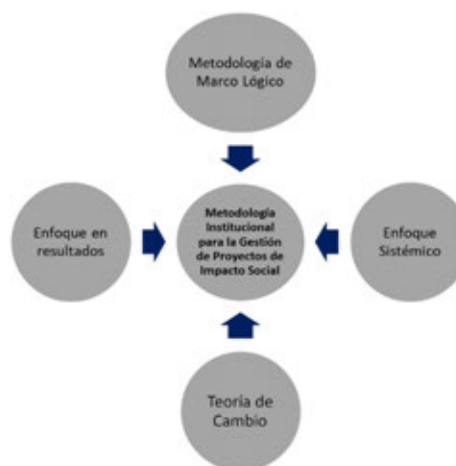 Metodología de
Marco Lógico
Enfoque en
resultados
Metodología
Institucional
para la Gestión
de Proyectos de
Impacto Social
Enfoque
Sistémico
Teoría de
Cambio